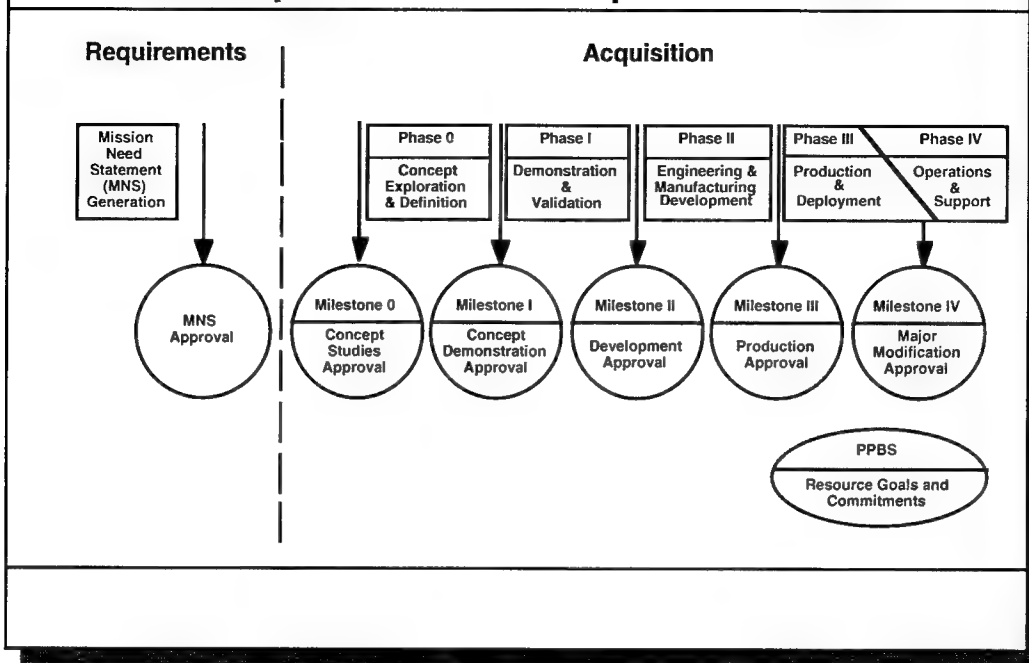 Requirements
Acquisition
Mission
Need
Statement
(MNS)
Generation
Phase 0
Concept
Exploration
& Definition
Phase I
Demonstration
&
Validation
Phase II
Engineering &
Manufacturing
Development
Phase III
Production
&
Deployment
Phase IV
Operations
&
Support
MNS
Approval
Milestone 0
Concept
Studies
Approval
Milestone I
Concept
Demonstration
Approval
Milestone II
Development
Approval
Milestone III
Production
Approval
Milestone IV
Major
Modification
Approval
PPBS
Resource Goals and
Commitments